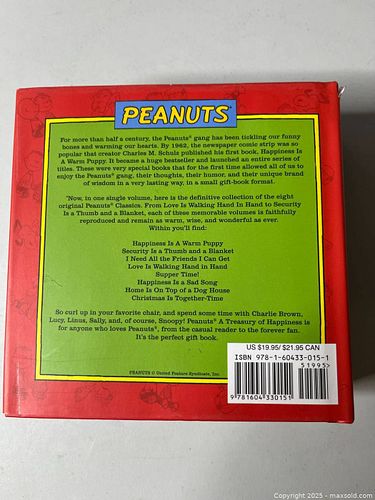 PEANUTS®
For more than half a century, the Peanuts® gang has been tickling our funny
bones and warming our hearts. By 1962, the newspaper comic strip was so
popular that creator Charles M. Schulz published his first book, Happiness Is
A Warm Puppy. It became a huge bestseller and launched an entire series of
titles. These were very special books that for the first time allowed all of us to
enjoy the Peanuts® gang, their thoughts, their humor, and their unique brand
of wisdom in a very lasting way, in a small gift-book format.
'Now, in one single volume, here is the definitive collection of the eight
original Peanuts® Classics. From Love Is Walking Hand In Hand to Security
Is a Thumb and a Blanket, each of these memorable volumes is faithfully
reproduced and remain as warm, wise, and wonderful as ever.
Within you'll find:
Happiness Is A Warm Puppy
Security Is a Thumb and a Blanket
I Need All the Friends I Can Get
Love Is Walking Hand in Hand
Supper Time!
Happiness Is a Sad Song
Home Is On Top of a Dog House
Christmas Is Together-Time
So curl up in your favorite chair, and spend some time with Charlie Brown,
Lucy, Linus, Sally, and, of course, Snoopy! Peanuts® A Treasury of Happiness is
for anyone who loves Peanuts®, from the casual reader to the forever fan.
It's the perfect gift book.
PEANUTS © United Feature Syndicate, Inc.
US $19.95/ $21.95 CAN
ISBN 978-1-60433-015-1
51995>
9 781604 330151
Copyright 2025 - maxsold.com